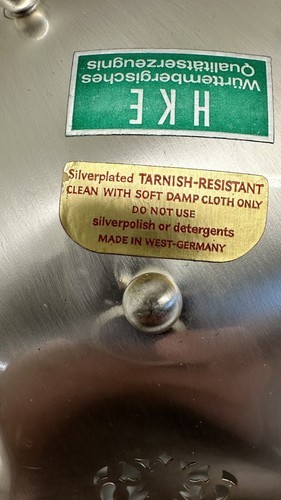 HKE
Württembergisches
Qualitätserzeugnis
Silverplated TARNISH-RESISTANT
CLEAN WITH SOFT DAMP CLOTH ONLY
DO NOT USE
silverpolish or detergents
MADE IN WEST-GERMANY